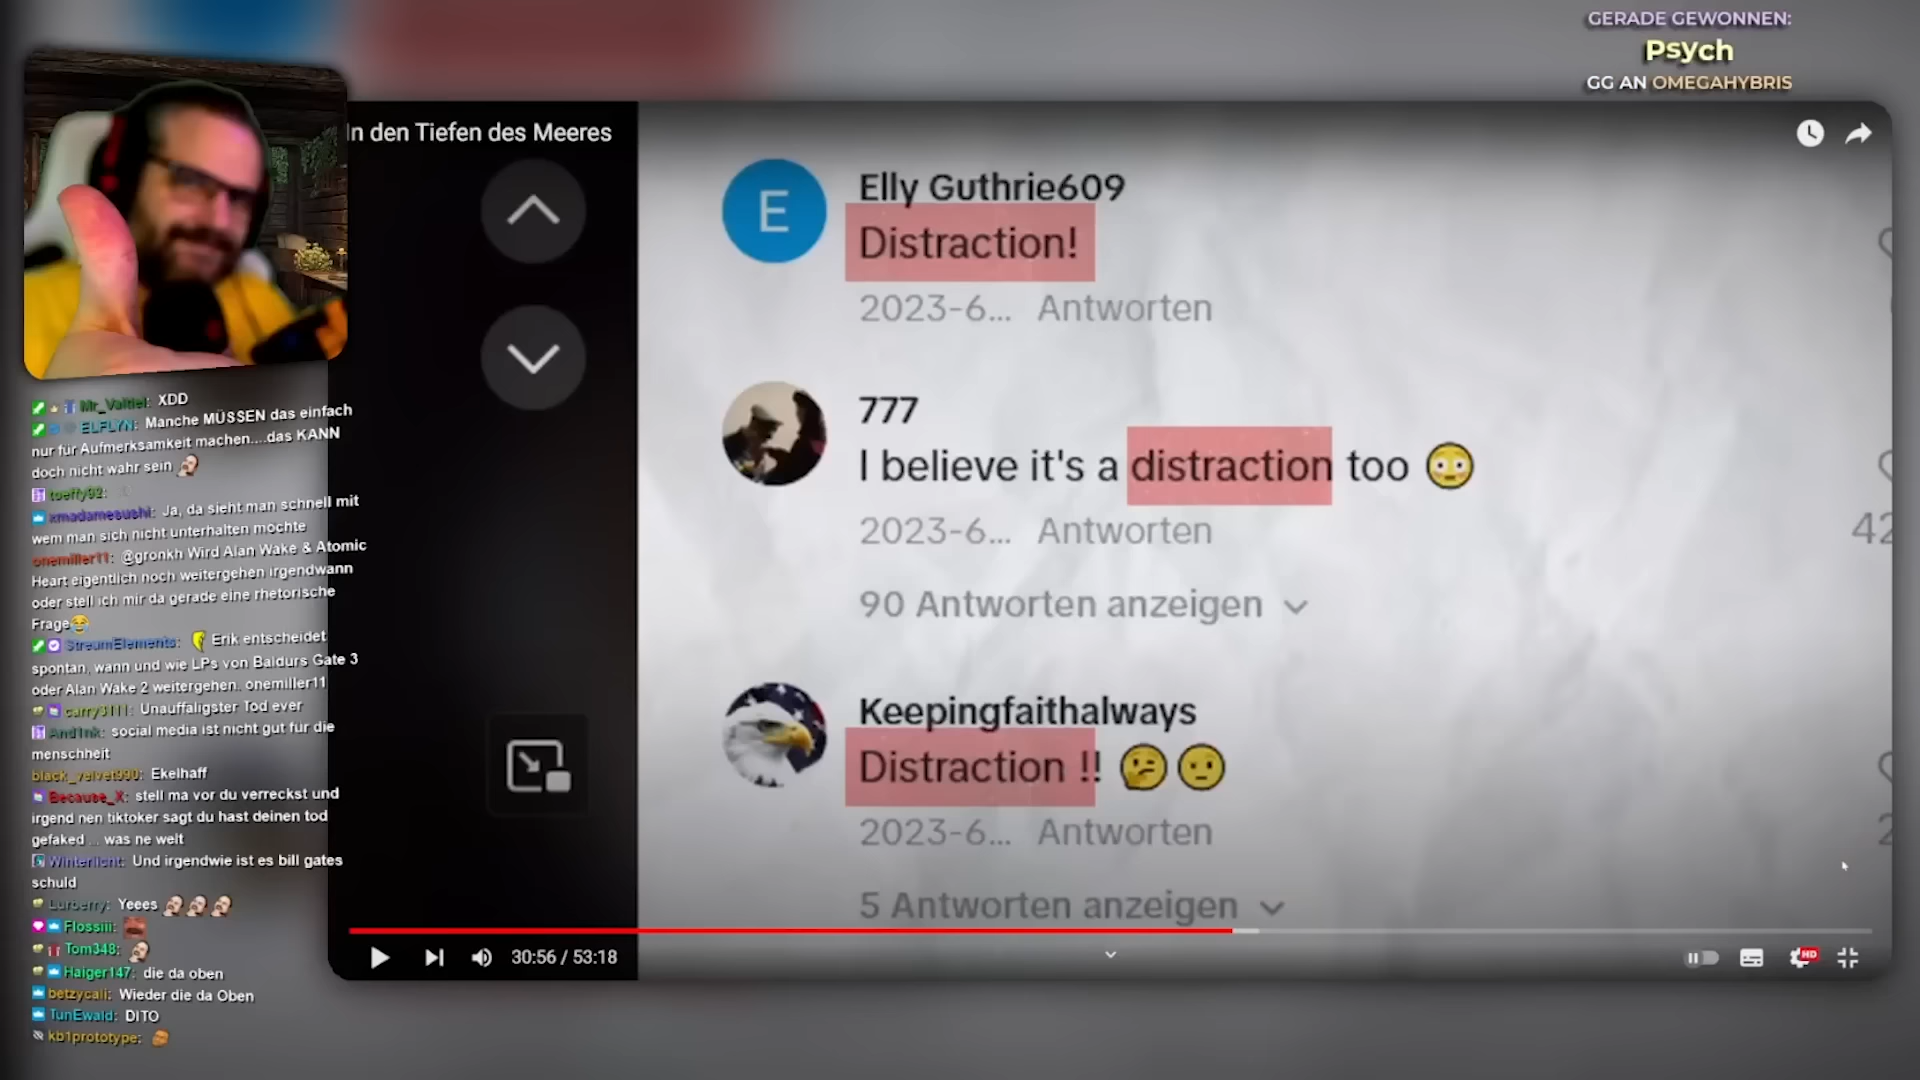 GERADE GEWONNEN:
Psych
GG AN OMEGAHYBRIS
In den Tiefen des Meeres
E
Elly Guthrie609
Distraction!
2023-6... Antworten
777
I believe it's a distraction too 😳
2023-6... Antworten
42
90 Antworten anzeigen
Keepingfaithalways
Distraction !! 🤔🤨
2023-6... Antworten
2
5 Antworten anzeigen
30:56 / 53:18
HD
Mr_Valtiel: XDD
ELFLYN: Manche MÜSSEN das einfach
nur für Aufmerksamkeit machen....das KANN
doch nicht wahr sein
toeffy92:
xmadamesushi: Ja, da sieht man schnell mit
wem man sich nicht unterhalten möchte
onemiller11: @gronkh Wird Alan Wake & Atomic
Heart eigentlich noch weitergehen irgendwann
oder stell ich mir da gerade eine rhetorische
Frage😂
StreamElements: Erik entscheidet
spontan, wann und wie LPs von Baldurs Gate 3
oder Alan Wake 2 weitergehen. onemiller11
carry3111: Unauffälligster Tod ever
And1nk: social media ist nicht gut für die
menschheit
black_velvet990: Ekelhaff
Because_X: stell ma vor du verreckst und
irgend nen tiktoker sagt du hast deinen tod
gefaked ... was ne welt
Winterlicht: Und irgendwie ist es bill gates
schuld
Lurberry: Yeees
Flossiii:
Tom348:
Haiger147: die da oben
betzycali: Wieder die da Oben
TunEwald: DITO
kb1prototype: